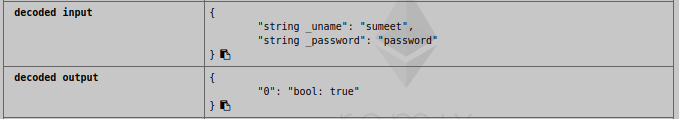 decoded input
{
"string _uname": "sumeet",
"string _password": "password"
}
decoded output
{
"0": "bool: true"
}